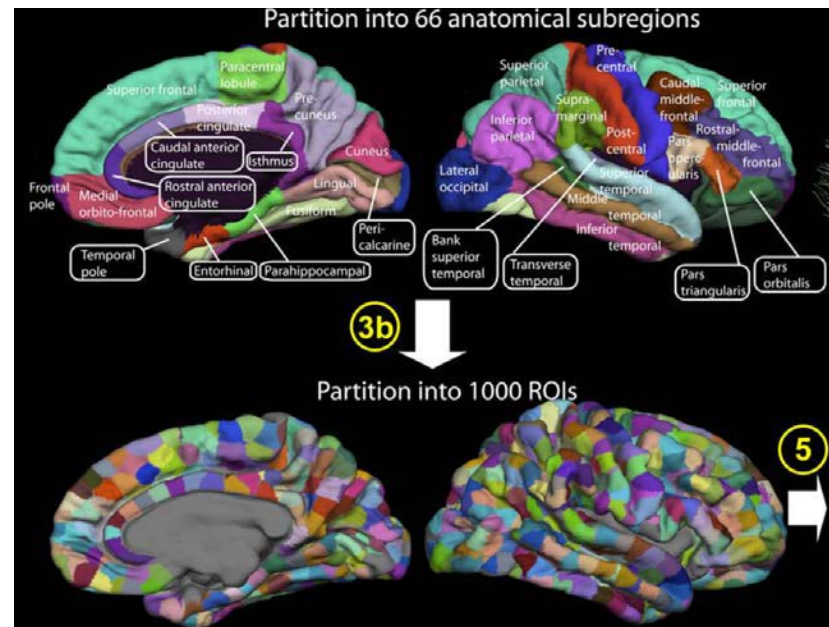 Partition into 66 anatomical subregions
Paracentral
lobule
Superior frontal
Posterior
cingulate
Pre-
cuneus
Caudal anterior
cingulate
Isthmus
Cuneus
Rostral anterior
cingulate
Frontal
pole
Medial
orbito-frontal
Lingual
Fusiform
Peri-
calcarine
Temporal
pole
Entorhinal
Parahippocampal
Superior
parietal
Pre-
central
Caudal-
middle-
frontal
Superior
frontal
Supra-
marginal
Inferior
parietal
Post-
central
Rostral-
middle-
frontal
Pars
opercu-
laris
Lateral
occipital
Superior
temporal
Middle
temporal
Inferior
temporal
Bank
superior
temporal
Transverse
temporal
Pars
triangularis
Pars
orbitalis
3b
Partition into 1000 ROIs
5